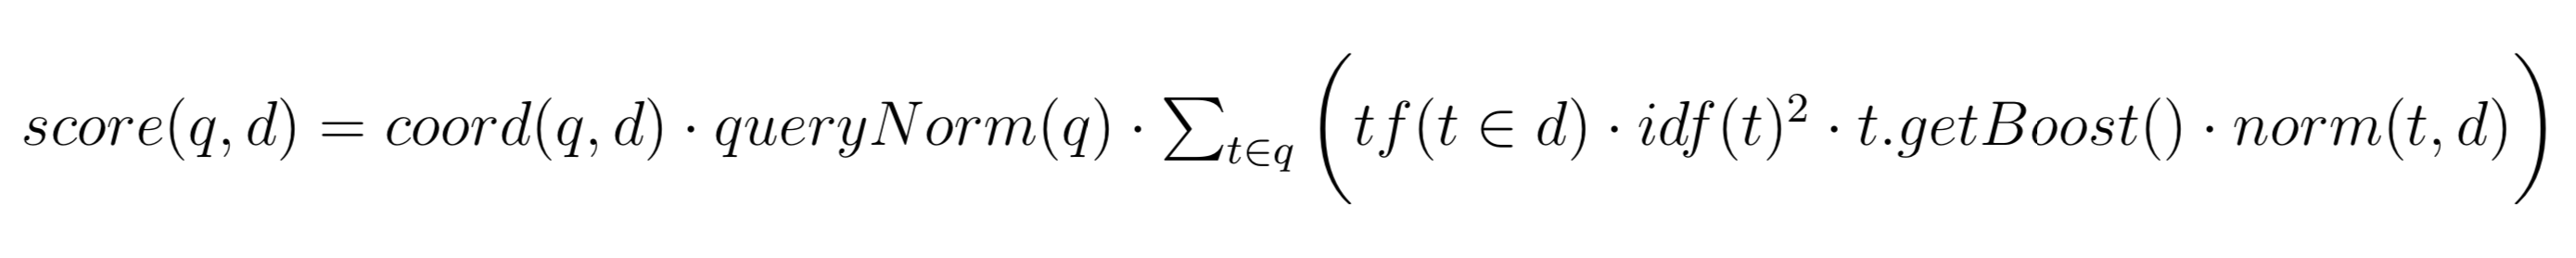 score(q, d) = coord(q, d) · queryNorm(q) · ∑_{t∈q} (tf(t ∈ d) · idf(t)² · t.getBoost() · norm(t, d))